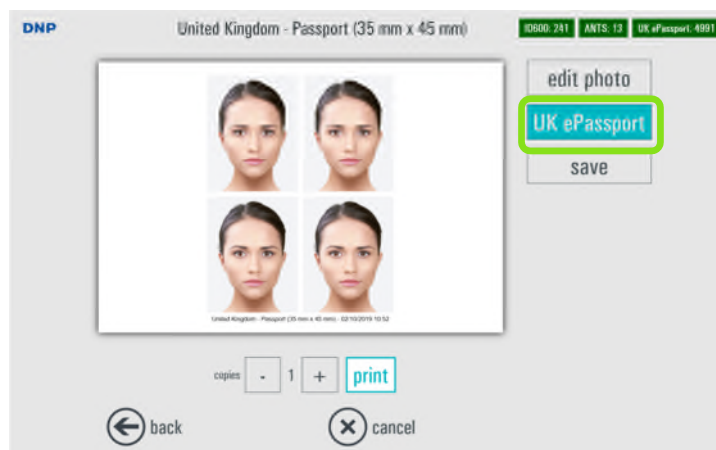 DNP
United Kingdom - Passport (35 mm x 45 mm)
ID600: 241 ANTS: 13 UK ePassport: 4991
edit photo
UK ePassport
save
United Kingdom - Passport (35 mm x 45 mm) - 02/10/2019 10:52
copies - 1 + print
back
cancel